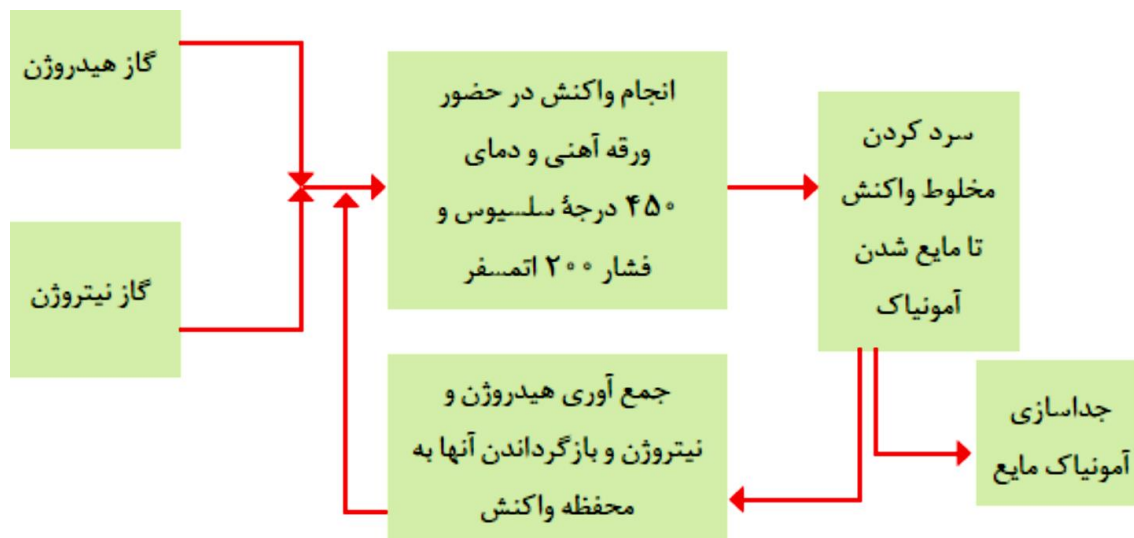 گاز هیدروژن
گاز نیتروژن
انجام واکنش در حضور
ورقه آهنی و دمای
۴۵۰ درجهٔ سلسیوس و
فشار ۲۰۰ اتمسفر
سرد کردن
مخلوط واکنش
تا مایع شدن
آمونیاک
جمع آوری هیدروژن و
نیتروژن و بازگرداندن آنها به
محفظه واکنش
جداسازی
آمونیاک مایع